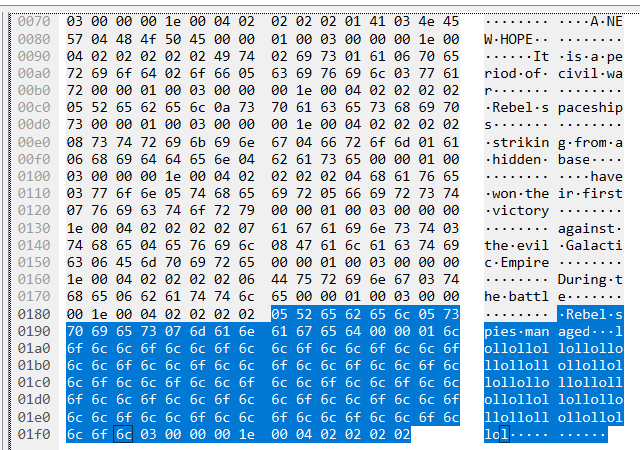 0070 03 00 00 00 1e 00 04 02 02 02 02 01 41 03 4e 45 ········ ····A·NE
0080 57 04 48 4f 50 45 00 00 01 00 03 00 00 00 1e 00 W·HOPE·· ········
0090 04 02 02 02 02 02 49 74 02 69 73 01 61 06 70 65 ······It ·is·a·pe
00a0 72 69 6f 64 02 6f 66 05 63 69 76 69 6c 03 77 61 riod·of· civil·wa
00b0 72 00 00 01 00 03 00 00 00 1e 00 04 02 02 02 02 r······· ········
00c0 05 52 65 62 65 6c 0a 73 70 61 63 65 73 68 69 70 ·Rebel·s paceship
00d0 73 00 00 01 00 03 00 00 00 1e 00 04 02 02 02 02 s······· ········
00e0 08 73 74 72 69 6b 69 6e 67 04 66 72 6f 6d 01 61 ·strikin g·from·a
00f0 06 68 69 64 64 65 6e 04 62 61 73 65 00 00 01 00 ·hidden· base····
0100 03 00 00 00 1e 00 04 02 02 02 02 04 68 61 76 65 ········ ····have
0110 03 77 6f 6e 05 74 68 65 69 72 05 66 69 72 73 74 ·won·the ir·first
0120 07 76 69 63 74 6f 72 79 00 00 01 00 03 00 00 00 ·victory ········
0130 1e 00 04 02 02 02 02 07 61 67 61 69 6e 73 74 03 ········ against·
0140 74 68 65 04 65 76 69 6c 08 47 61 6c 61 63 74 69 the·evil ·Galacti
0150 63 06 45 6d 70 69 72 65 00 00 01 00 03 00 00 00 c·Empire ········
0160 1e 00 04 02 02 02 02 06 44 75 72 69 6e 67 03 74 ········ During·t
0170 68 65 06 62 61 74 74 6c 65 00 00 01 00 03 00 00 he·battl e·······
0180 00 1e 00 04 02 02 02 02 05 52 65 62 65 6c 05 73 ········ ·Rebel·s
0190 70 69 65 73 07 6d 61 6e 61 67 65 64 00 00 01 6c pies·man aged···l
01a0 6f 6c 6c 6f 6c 6c 6f 6c 6c 6f 6c 6c 6f 6c 6c 6f ollollol lollollo
01b0 6c 6c 6f 6c 6c 6f 6c 6c 6f 6c 6c 6f 6c 6c 6f 6c llolloll ollollol
01c0 6c 6f 6c 6c 6f 6c 6c 6f 6c 6c 6f 6c 6c 6f 6c 6c lollollo llolloll
01d0 6f 6c 6c 6f 6c 6c 6f 6c 6c 6f 6c 6c 6f 6c 6c 6f ollollol lollollo
01e0 6c 6c 6f 6c 6c 6f 6c 6c 6f 6c 6c 6f 6c 6c 6f 6c llolloll ollollol
01f0 6c 6f 6c 03 00 00 00 1e 00 04 02 02 02 02 lol····· ······